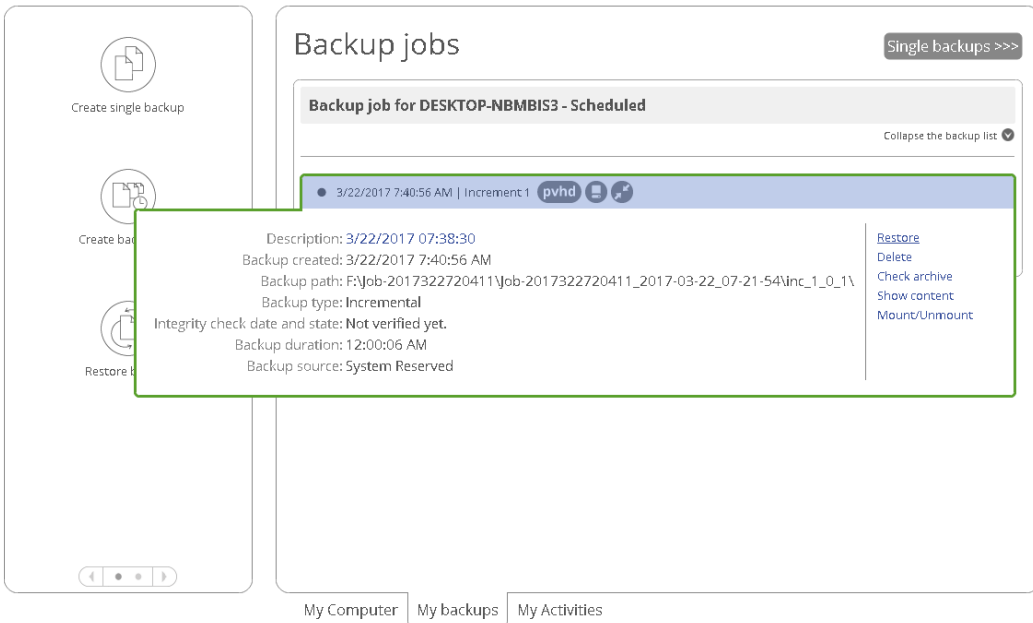 Create single backup
Create bac
Restore b
Backup jobs
Single backups >>>
Backup job for DESKTOP-NBMBIS3 - Scheduled
Collapse the backup list
3/22/2017 7:40:56 AM | Increment 1 pvhd
Description: 3/22/2017 07:38:30
Backup created: 3/22/2017 7:40:56 AM
Backup path: F:\Job-2017322720411\Job-2017322720411_2017-03-22_07-21-54\inc_1_0_1\
Backup type: Incremental
Integrity check date and state: Not verified yet.
Backup duration: 12:00:06 AM
Backup source: System Reserved
Restore
Delete
Check archive
Show content
Mount/Unmount
My Computer
My backups
My Activities